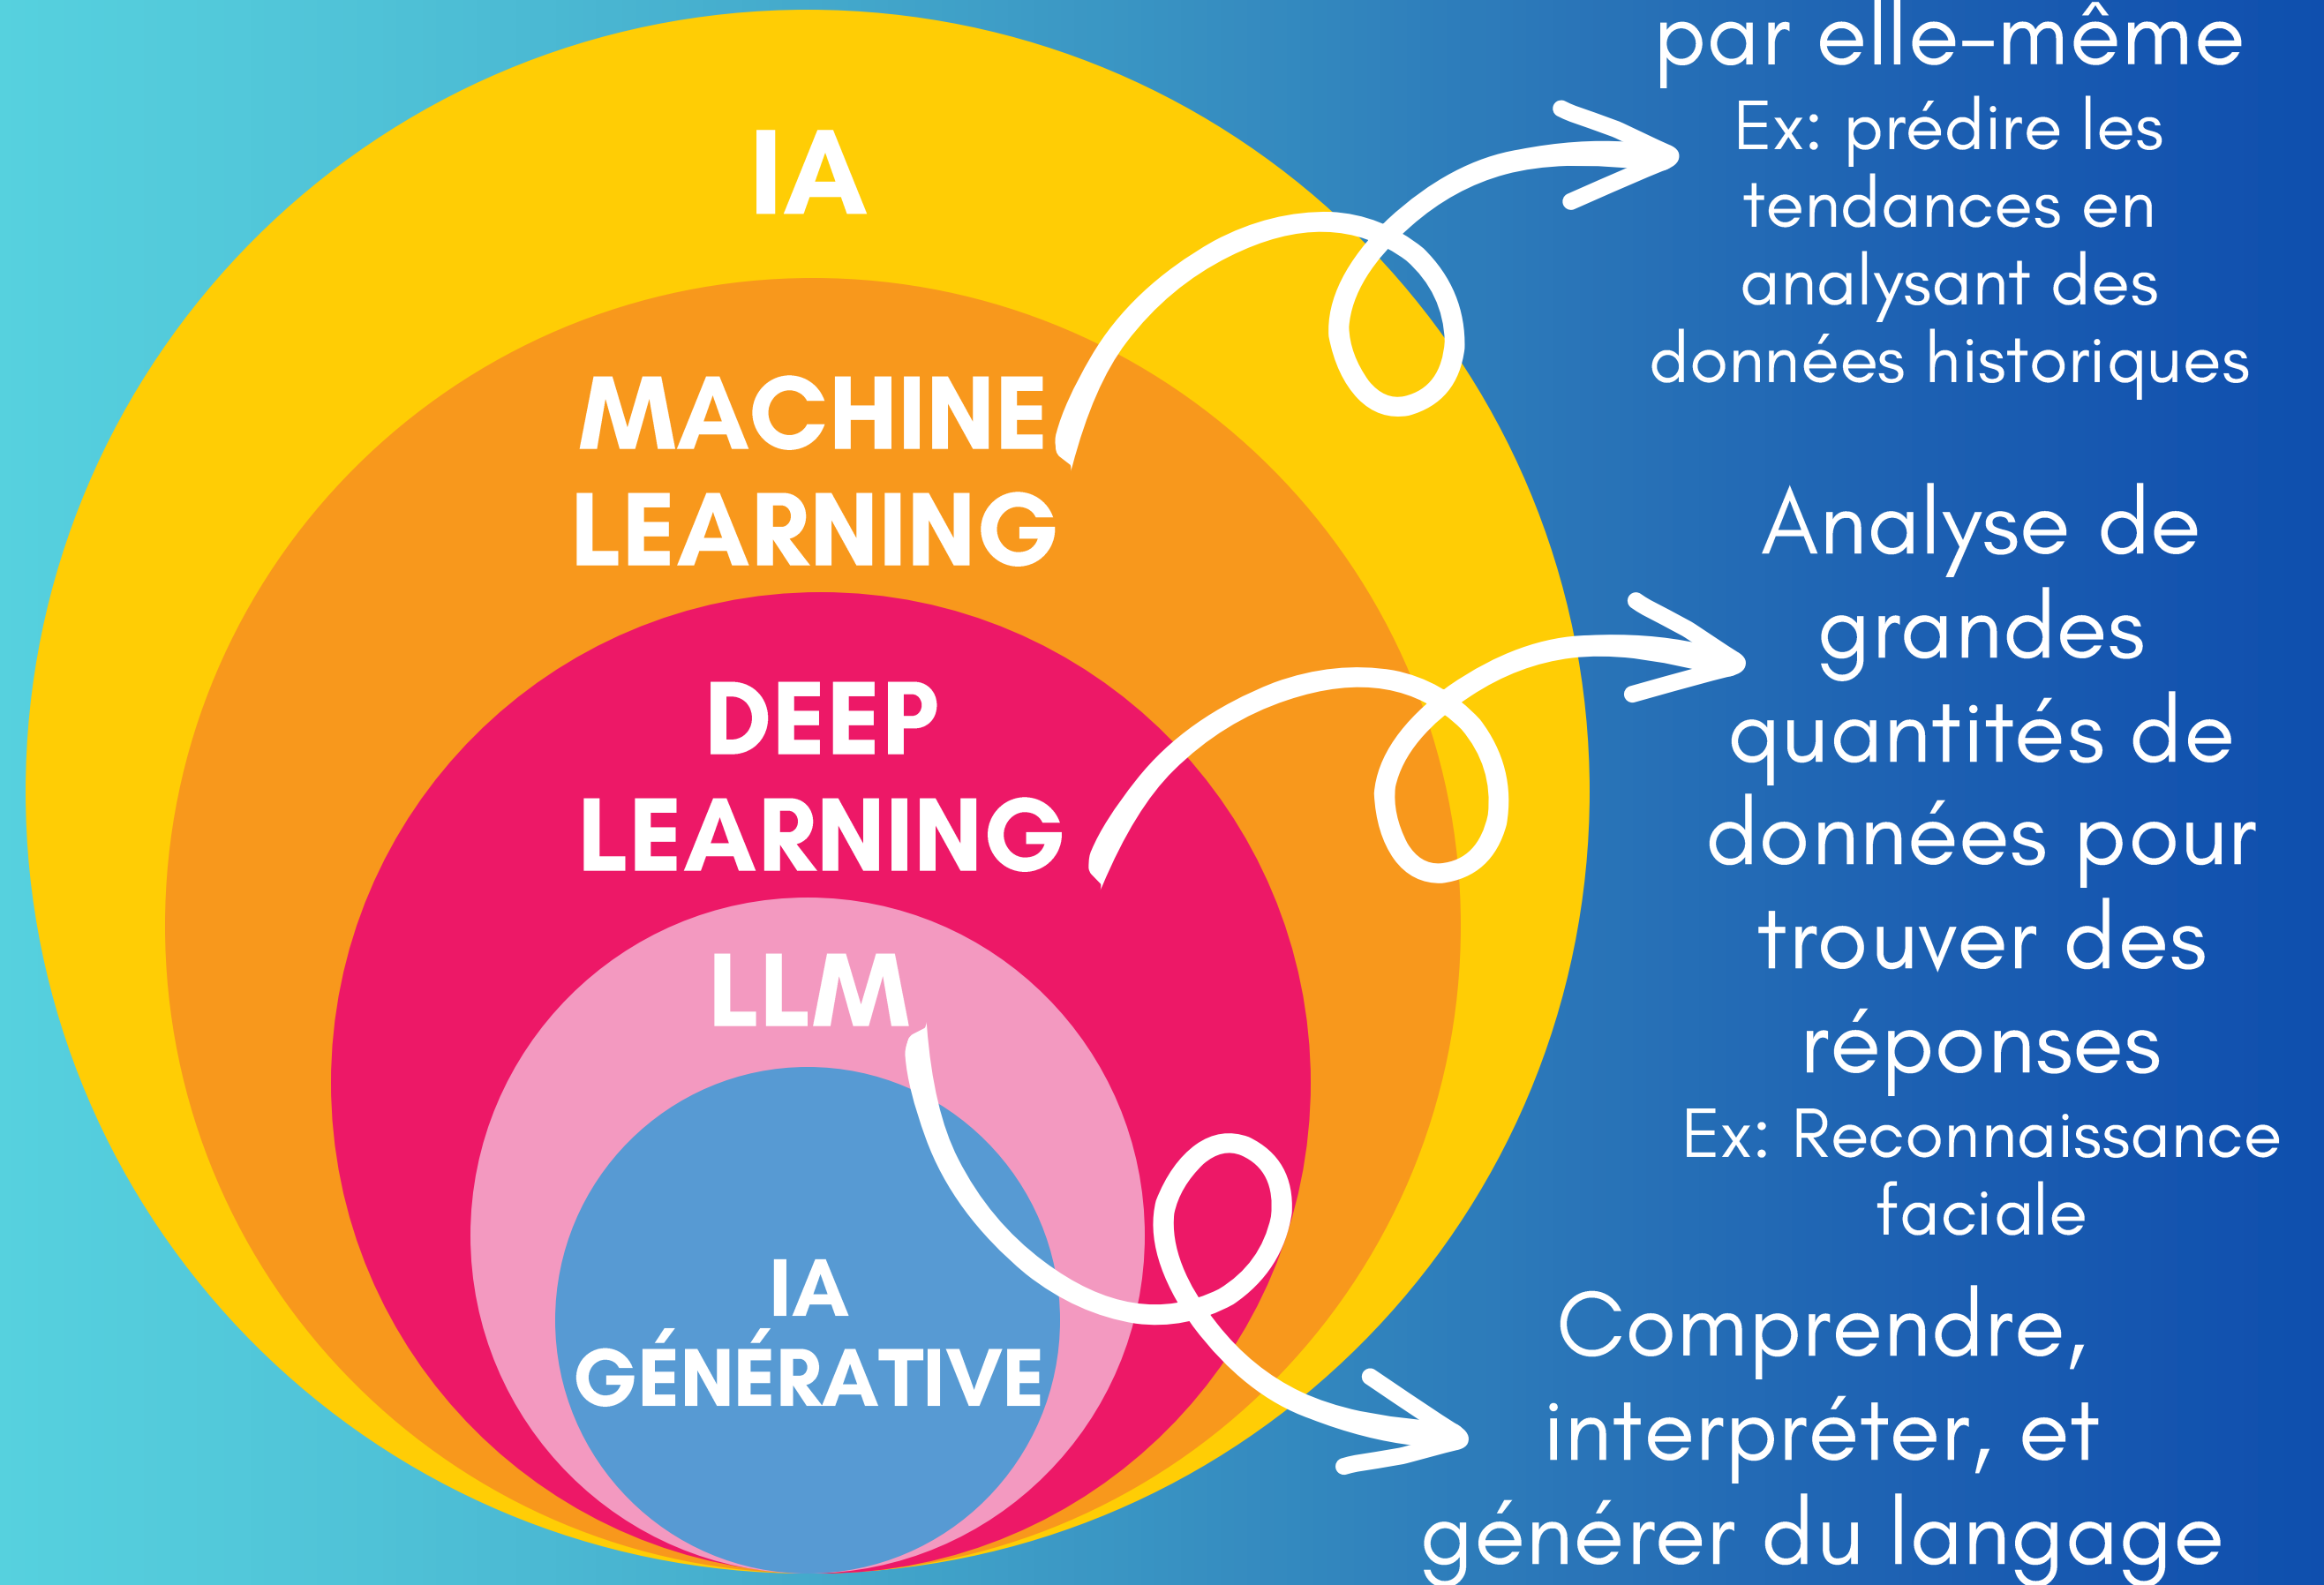 IA
MACHINE
LEARNING
DEEP
LEARNING
LLM
IA
GÉNÉRATIVE
par elle-même
Ex: prédire les
tendances en
analysant des
données historiques
Analyse de
grandes
quantités de
données pour
trouver des
réponses
Ex: Reconnaissance
faciale
Comprendre,
interpréter, et
générer du langage